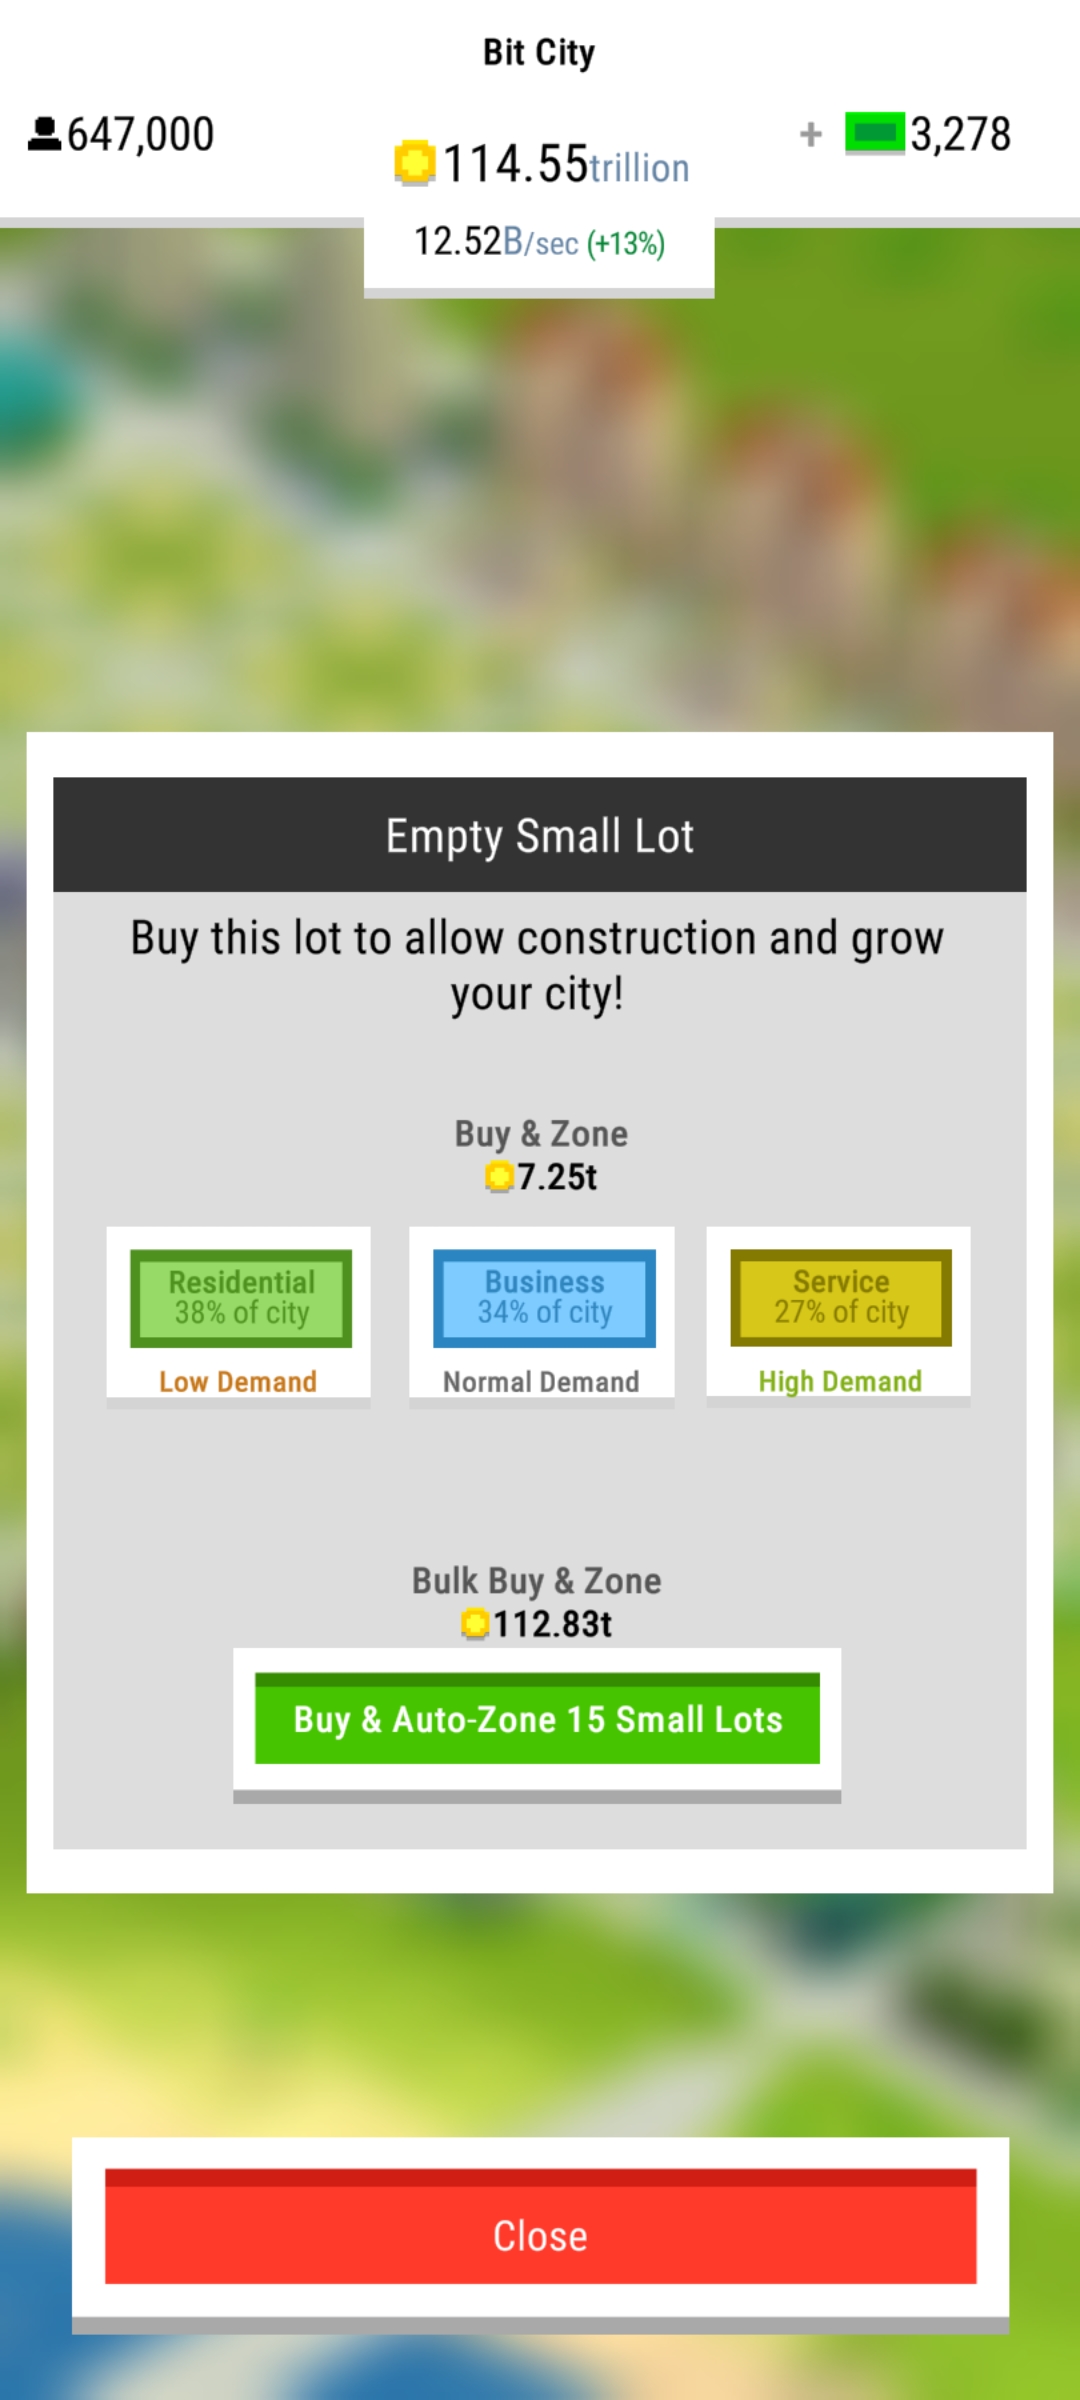 Bit City
647,000
114.55trillion
+ 3,278
12.52B/sec (+13%)
Empty Small Lot
Buy this lot to allow construction and grow
your city!
Buy & Zone
7.25t
Residential
38% of city
Low Demand
Business
34% of city
Normal Demand
Service
27% of city
High Demand
Bulk Buy & Zone
112.83t
Buy & Auto-Zone 15 Small Lots
Close